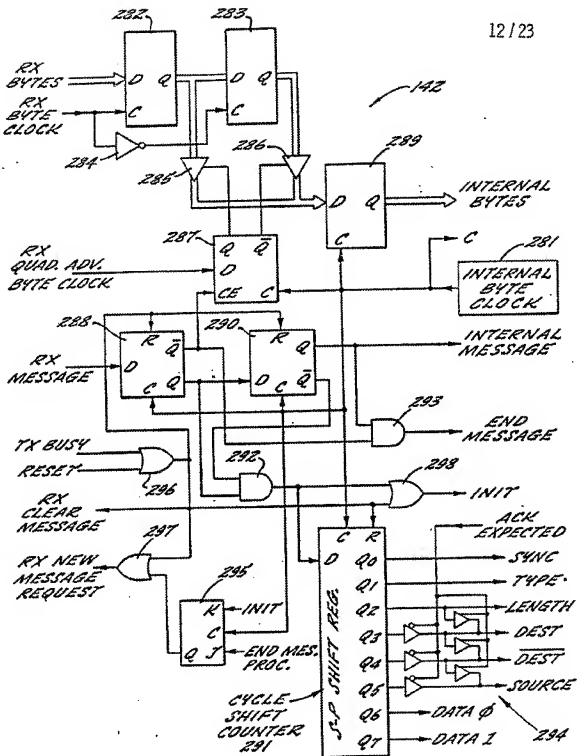 12/23
282
283
RX
BYTES
D Q
D Q
RX
BYTE
CLOCK
C
C
142
284
285
286
289
D Q
INTERNAL
BYTES
287
Q Q̅
C
C
281
RX
QUAD. ADV.
BYTE CLOCK
D
CE C
INTERNAL
BYTE
CLOCK
288
290
R
Q̅
R
Q
INTERNAL
MESSAGE
RX
MESSAGE
D
Q
C
D
C
Q̅
293
END
MESSAGE
TX BUSY
RESET
292
298
296
INIT
RX
CLEAR
MESSAGE
297
ACK
EXPECTED
C R
D
Q0
SYNC
RX NEW
MESSAGE
REQUEST
295
Q1
TYPE
K
INIT
Q2
LENGTH
C
Q3
DEST
Q J
END MES.
PROC.
Q4
D̅E̅S̅T̅
S-P SHIFT REG.
Q5
SOURCE
CYCLE
SHIFT
COUNTER
291
Q6
DATA 0
294
Q7
DATA 1